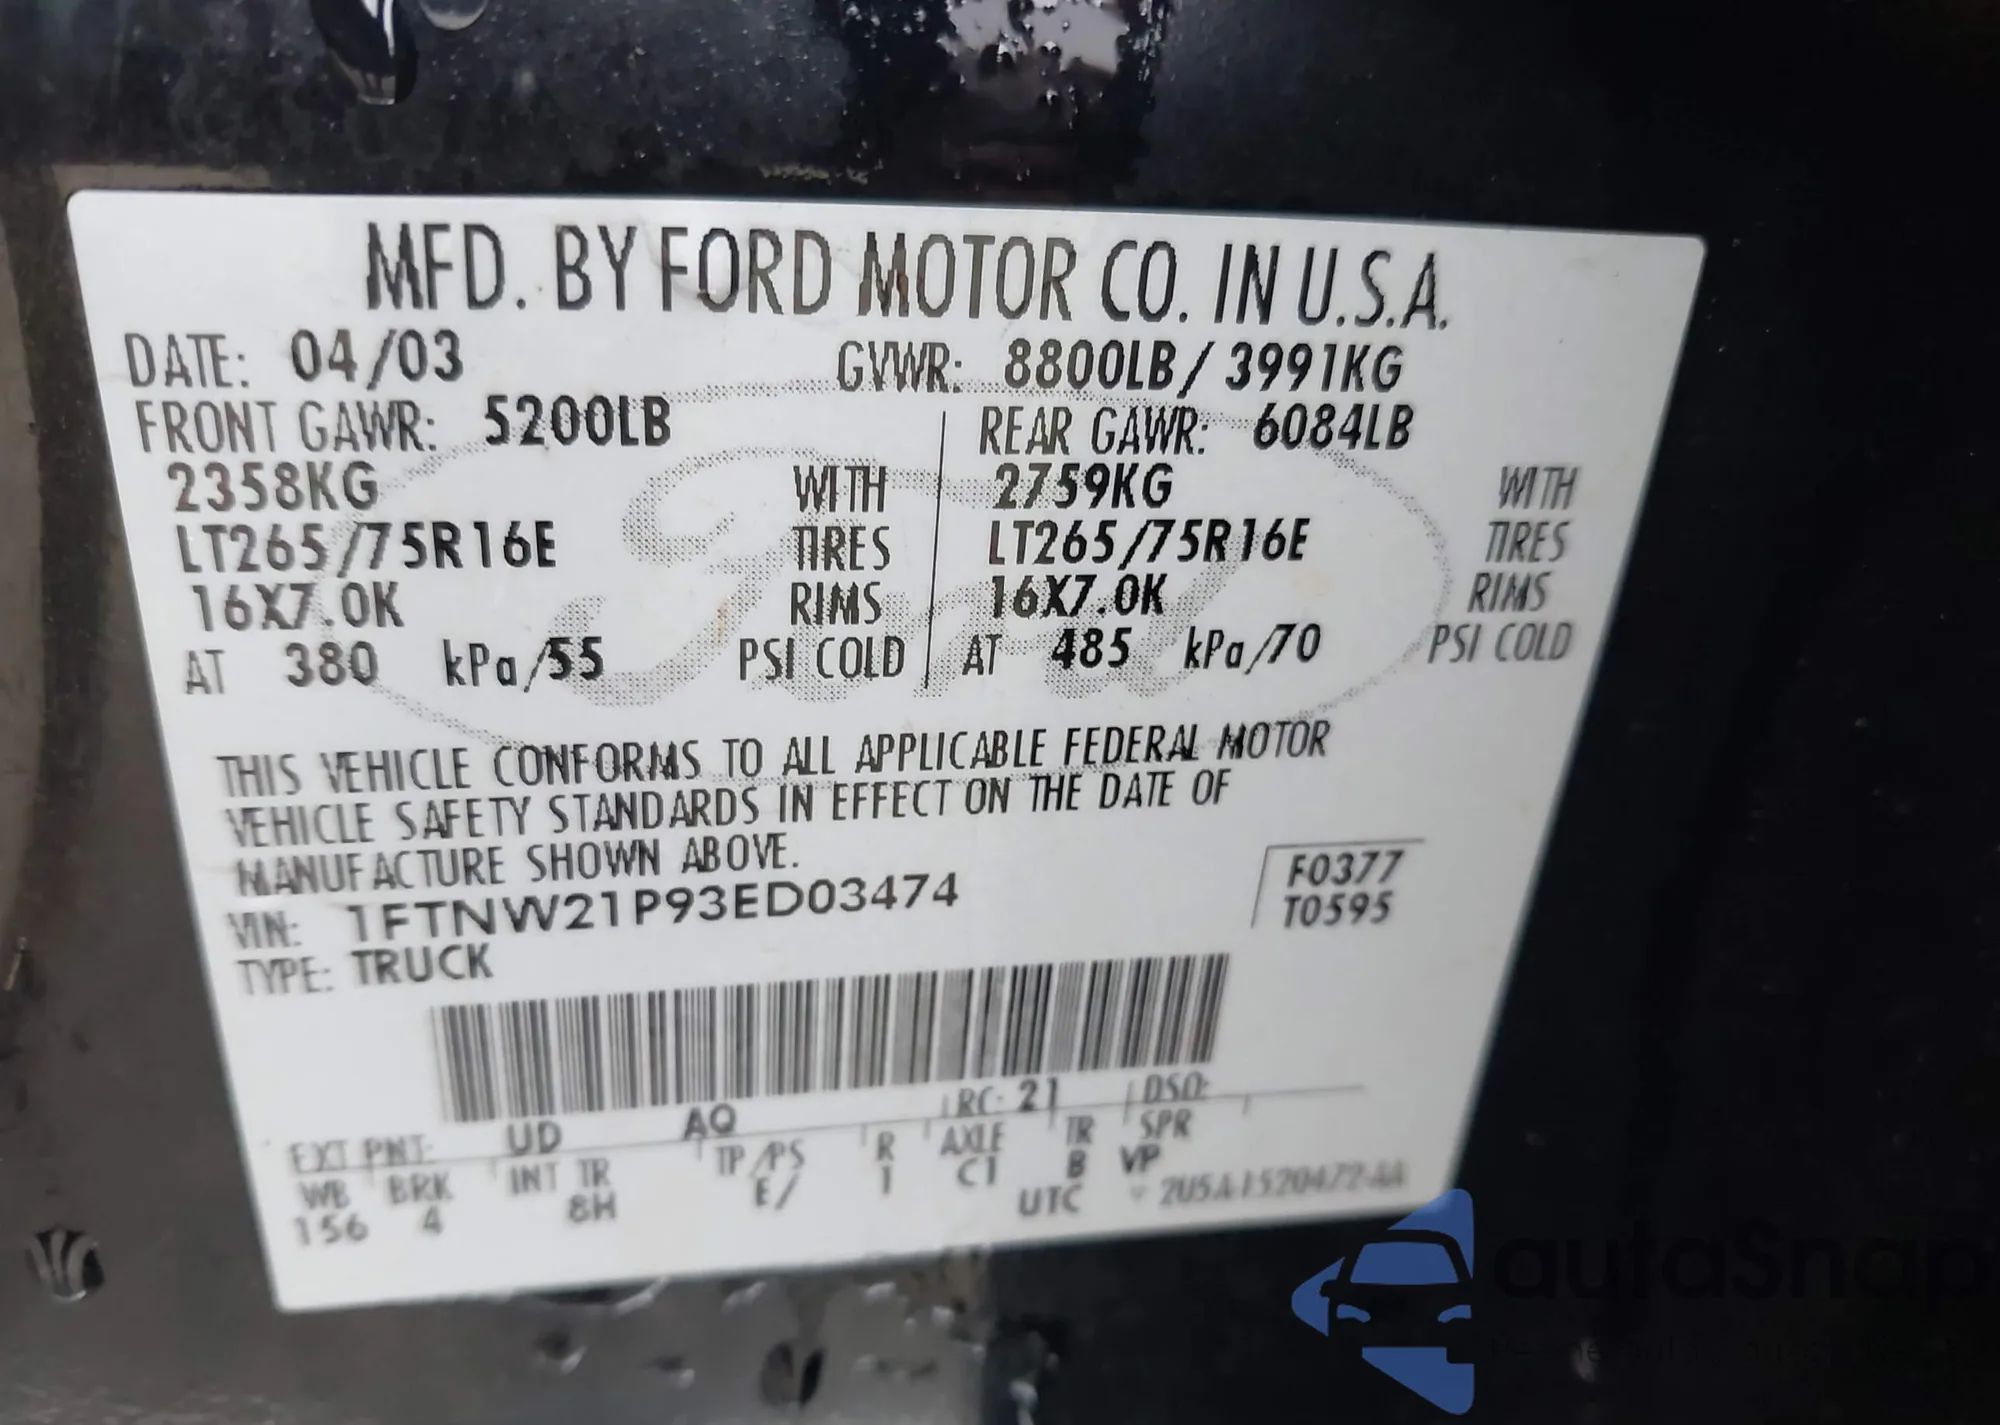 MFD. BY FORD MOTOR CO. IN U.S.A.
DATE: 04/03 GVWR: 8800LB / 3991KG
FRONT GAWR: 5200LB REAR GAWR: 6084LB
2358KG WITH 2759KG WITH
LT265/75R16E TIRES LT265/75R16E TIRES
16X7.0K RIMS 16X7.0K RIMS
AT 380 kPa/55 PSI COLD AT 485 kPa/70 PSI COLD
THIS VEHICLE CONFORMS TO ALL APPLICABLE FEDERAL MOTOR
VEHICLE SAFETY STANDARDS IN EFFECT ON THE DATE OF
MANUFACTURE SHOWN ABOVE.
F0377
VIN: 1FTNW21P93ED03474
T0595
TYPE: TRUCK
EXT PNT: UD AQ RC: 21 DSO:
WB BRK INT TR TP/PS R AXLE TR SPR
156 4 8H E/ 1 C1 B VP
UTC 2U5A-1520472-AA
autaSnap